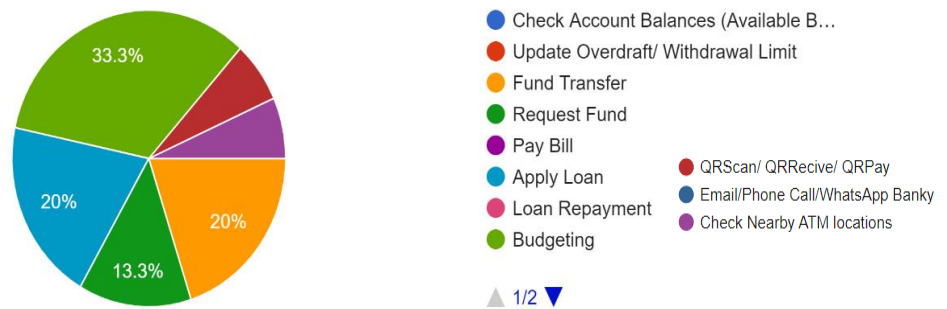 33.3%
20%
20%
13.3%
Check Account Balances (Available B...
Update Overdraft/ Withdrawal Limit
Fund Transfer
Request Fund
Pay Bill
Apply Loan
Loan Repayment
Budgeting
1/2
QRScan/ QRRecive/ QRPay
Email/Phone Call/WhatsApp Banky
Check Nearby ATM locations